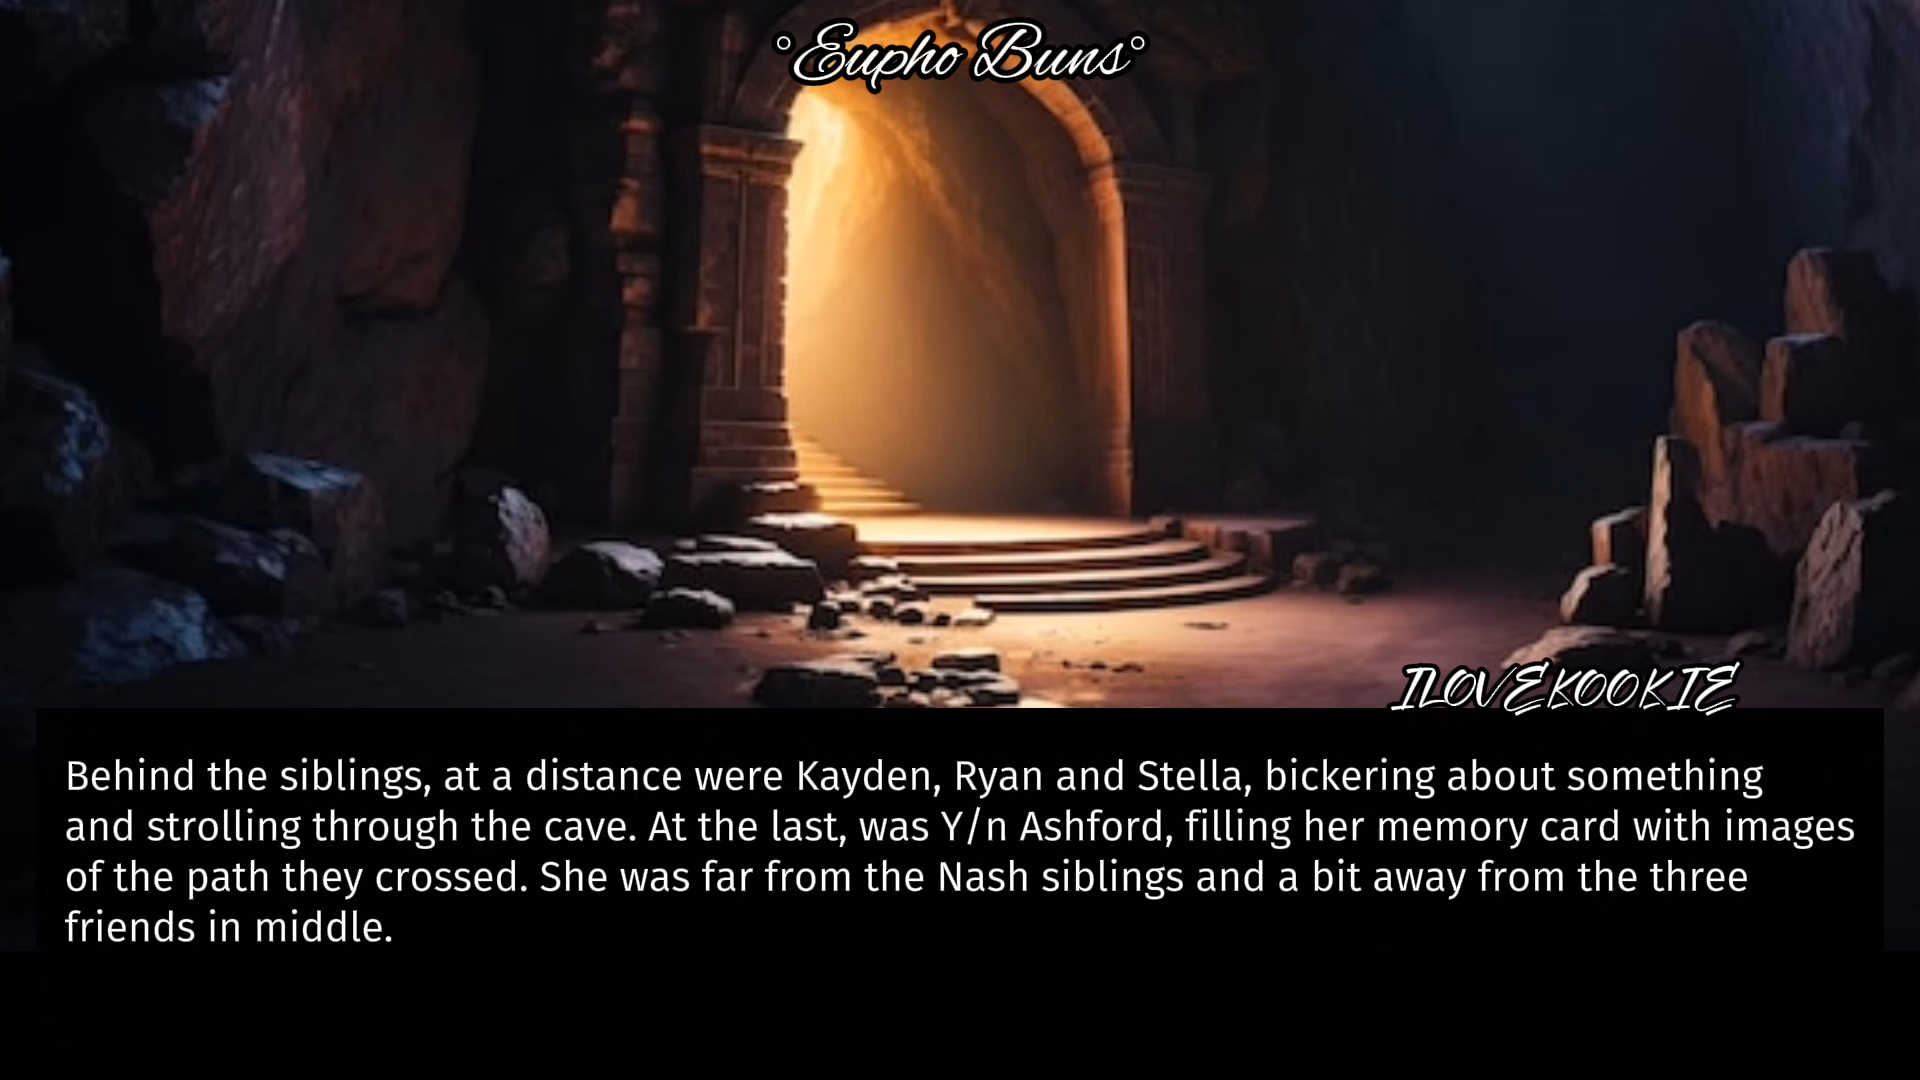 °Eupho Buns°
ILOVEKOOKIE
Behind the siblings, at a distance were Kayden, Ryan and Stella, bickering about something
and strolling through the cave. At the last, was Y/n Ashford, filling her memory card with images
of the path they crossed. She was far from the Nash siblings and a bit away from the three
friends in middle.